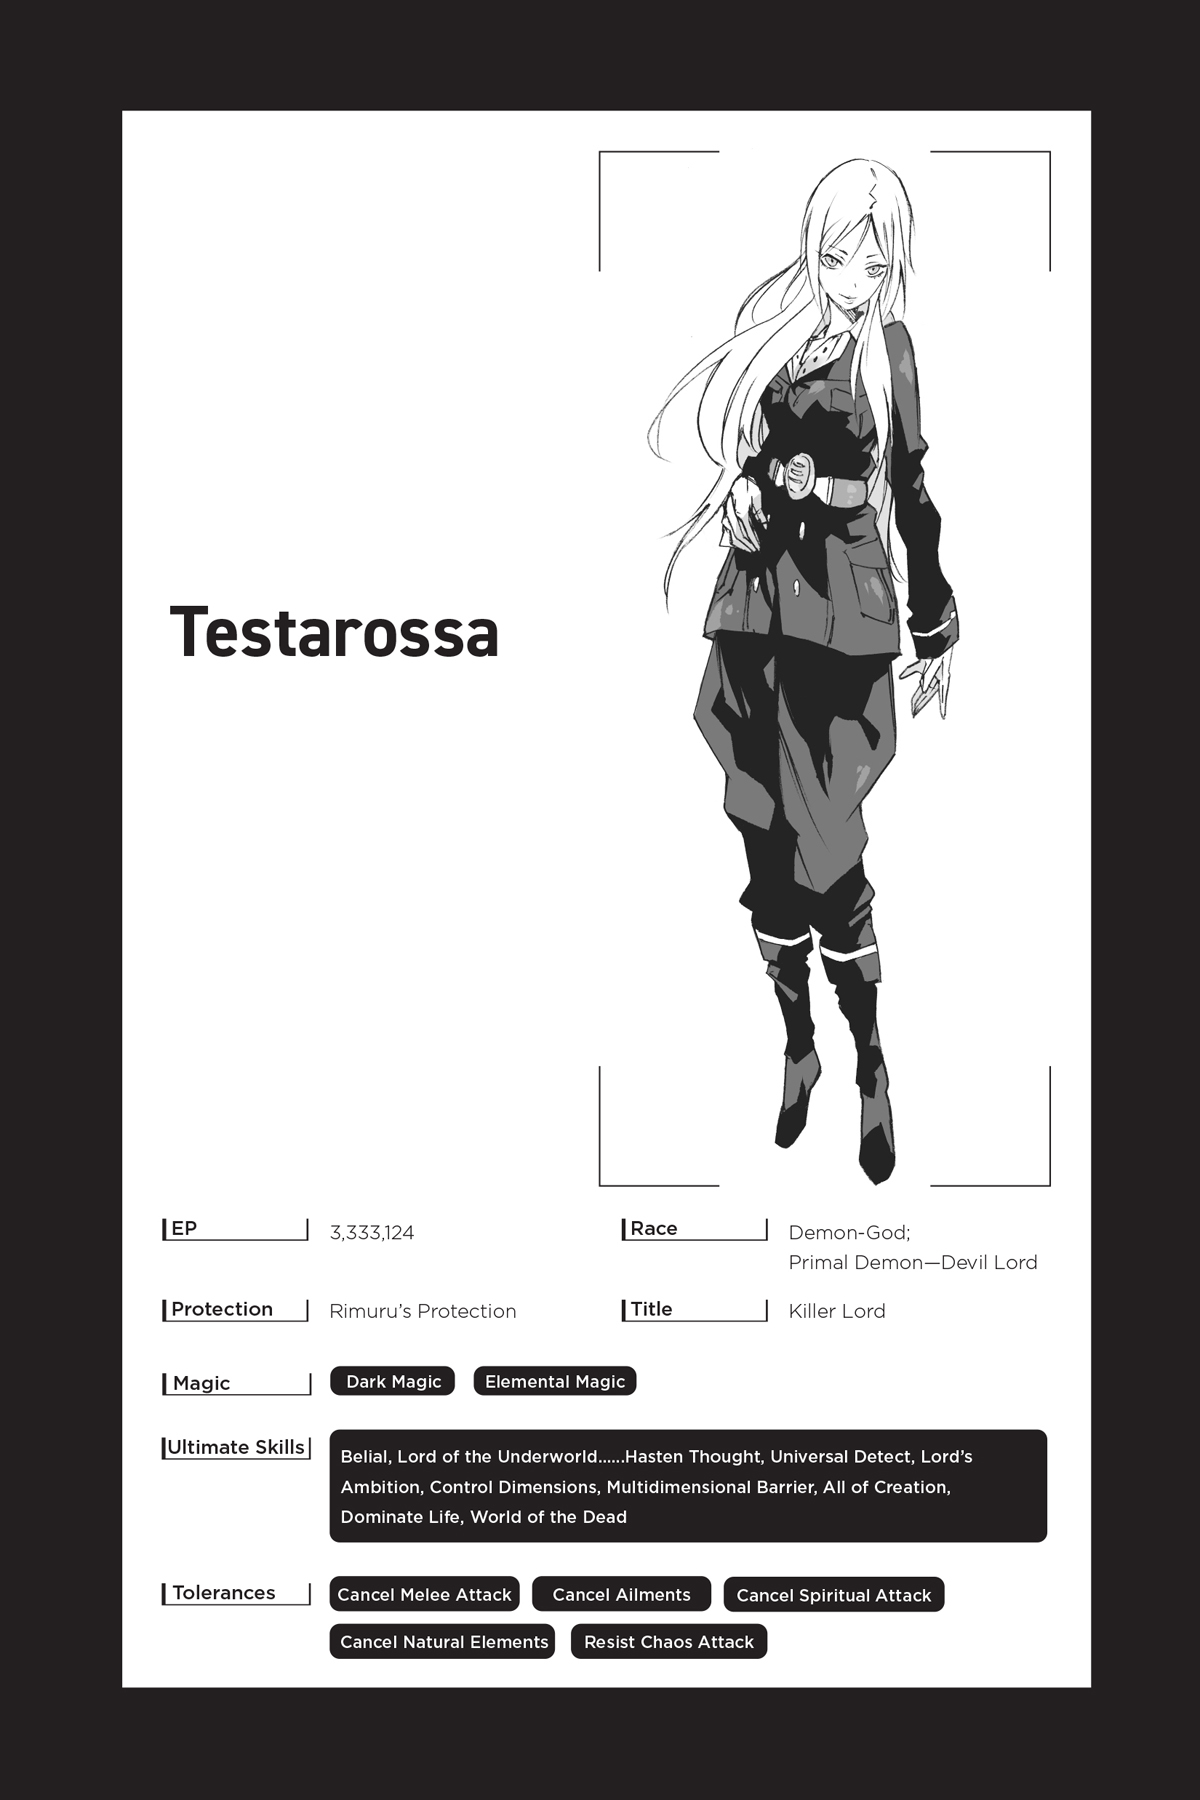 Testarossa
EP 3,333,124
Race Demon-God;
Primal Demon—Devil Lord
Protection Rimuru’s Protection
Title Killer Lord
Magic Dark Magic Elemental Magic
Ultimate Skills Belial, Lord of the Underworld......Hasten Thought, Universal Detect, Lord’s
Ambition, Control Dimensions, Multidimensional Barrier, All of Creation,
Dominate Life, World of the Dead
Tolerances Cancel Melee Attack Cancel Ailments Cancel Spiritual Attack
Cancel Natural Elements Resist Chaos Attack